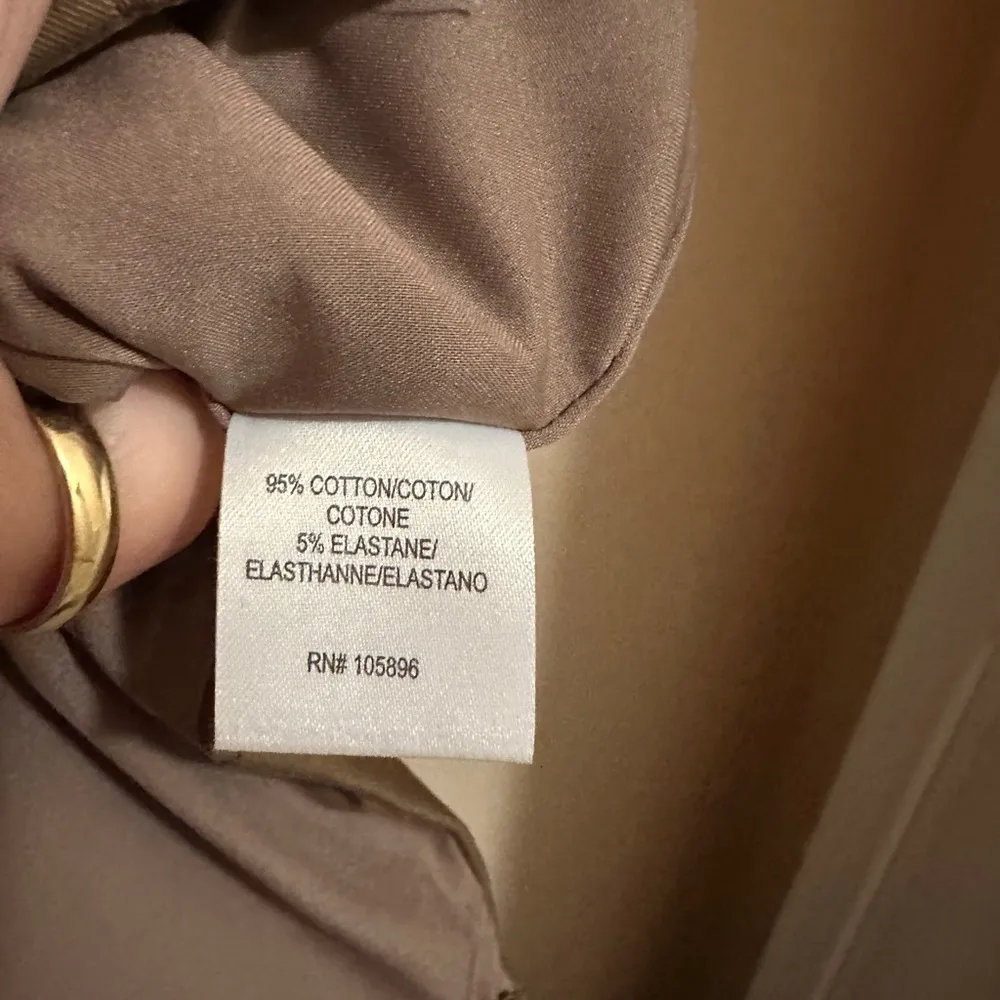 95% COTTON/COTON/
COTONE
5% ELASTANE/
ELASTHANNE/ELASTANO
RN# 105896